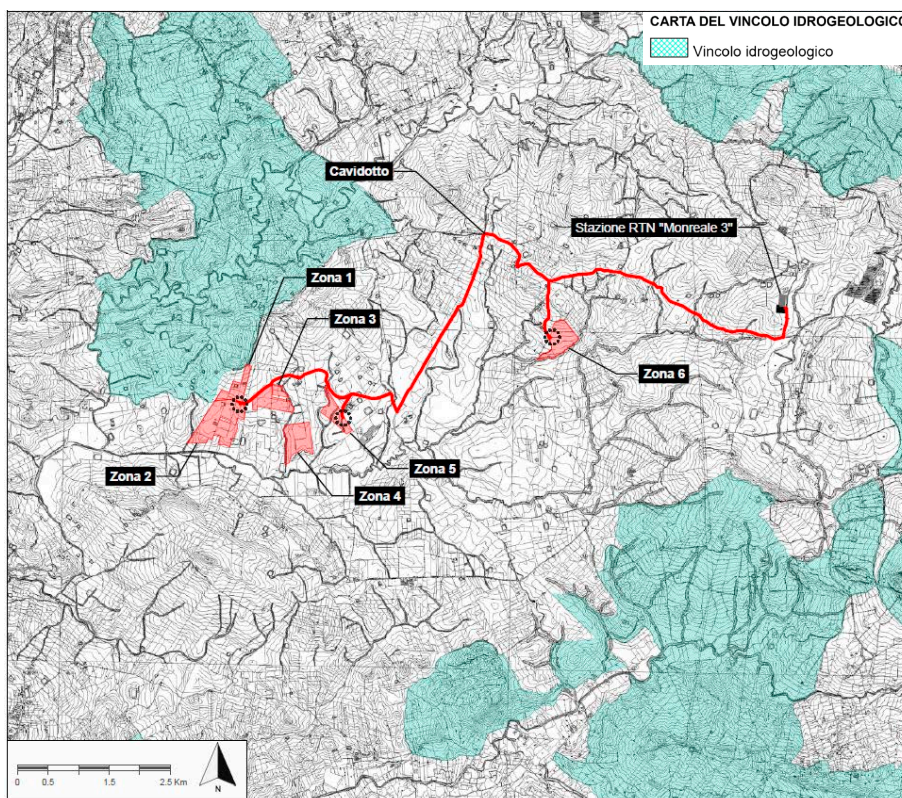 CARTA DEL VINCOLO IDROGEOLOGICO
Vincolo idrogeologico
Cavidotto
Stazione RTN "Monreale 3"
Zona 1
Zona 3
Zona 6
Zona 2
Zona 4
Zona 5
0 0.5 1.5 2.5 Km
N